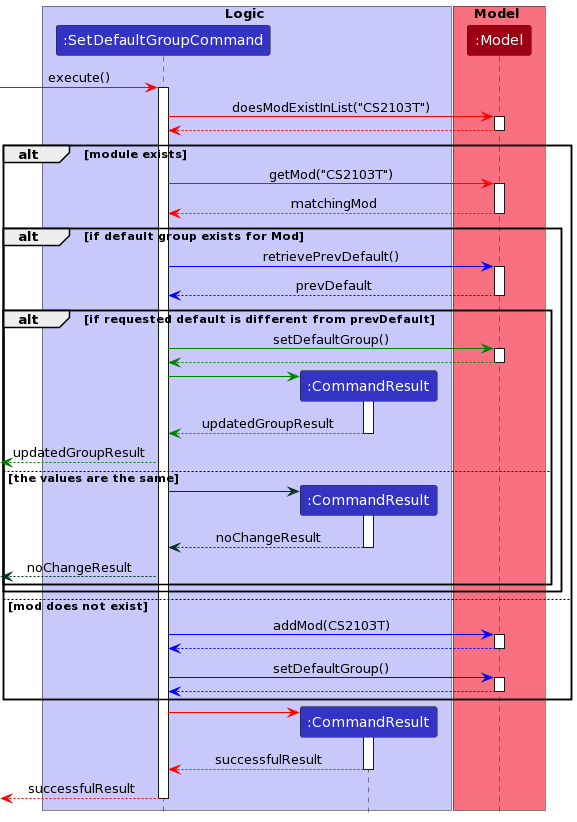 Logic
Model
:SetDefaultGroupCommand
:Model
execute()
doesModExistInList("CS2103T")
alt
[module exists]
getMod("CS2103T")
matchingMod
alt
[if default group exists for Mod]
retrievePrevDefault()
prevDefault
alt
[if requested default is different from prevDefault]
setDefaultGroup()
:CommandResult
updatedGroupResult
updatedGroupResult
[the values are the same]
:CommandResult
noChangeResult
noChangeResult
[mod does not exist]
addMod(CS2103T)
setDefaultGroup()
:CommandResult
successfulResult
successfulResult